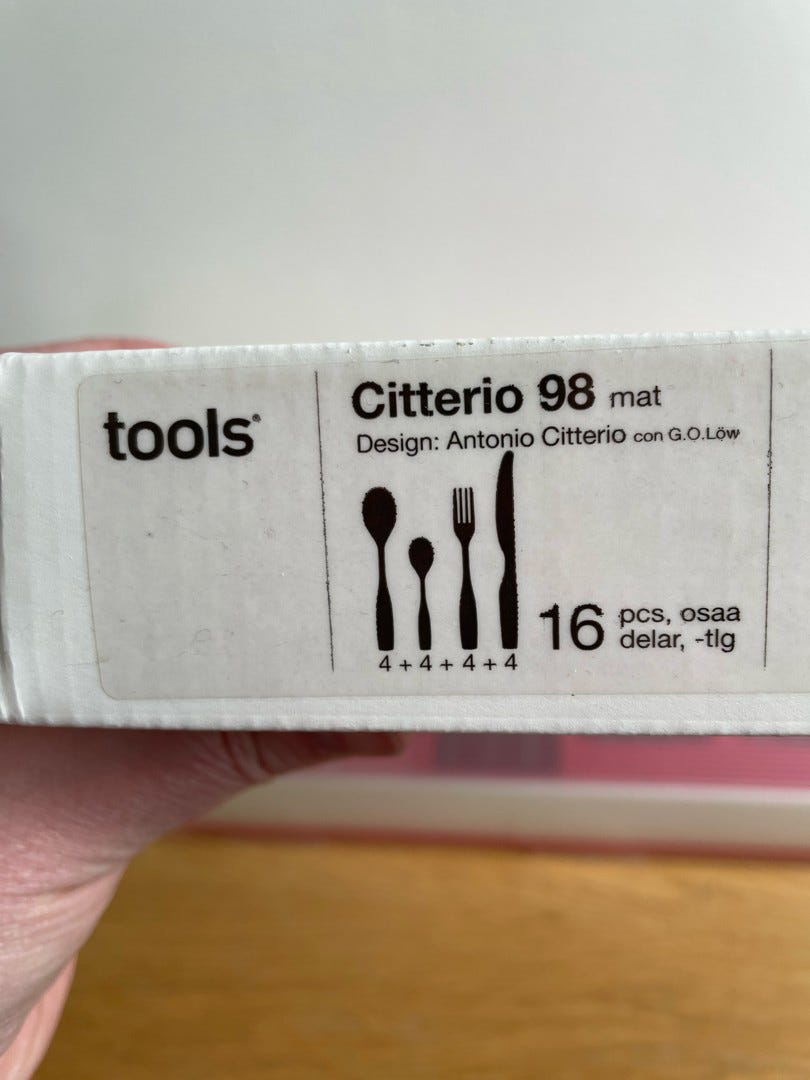 tools®
Citterio 98 mat
Design: Antonio Citterio con G.O.Löw
4 + 4 + 4 + 4
16 pcs, osaa
delar, -tlg